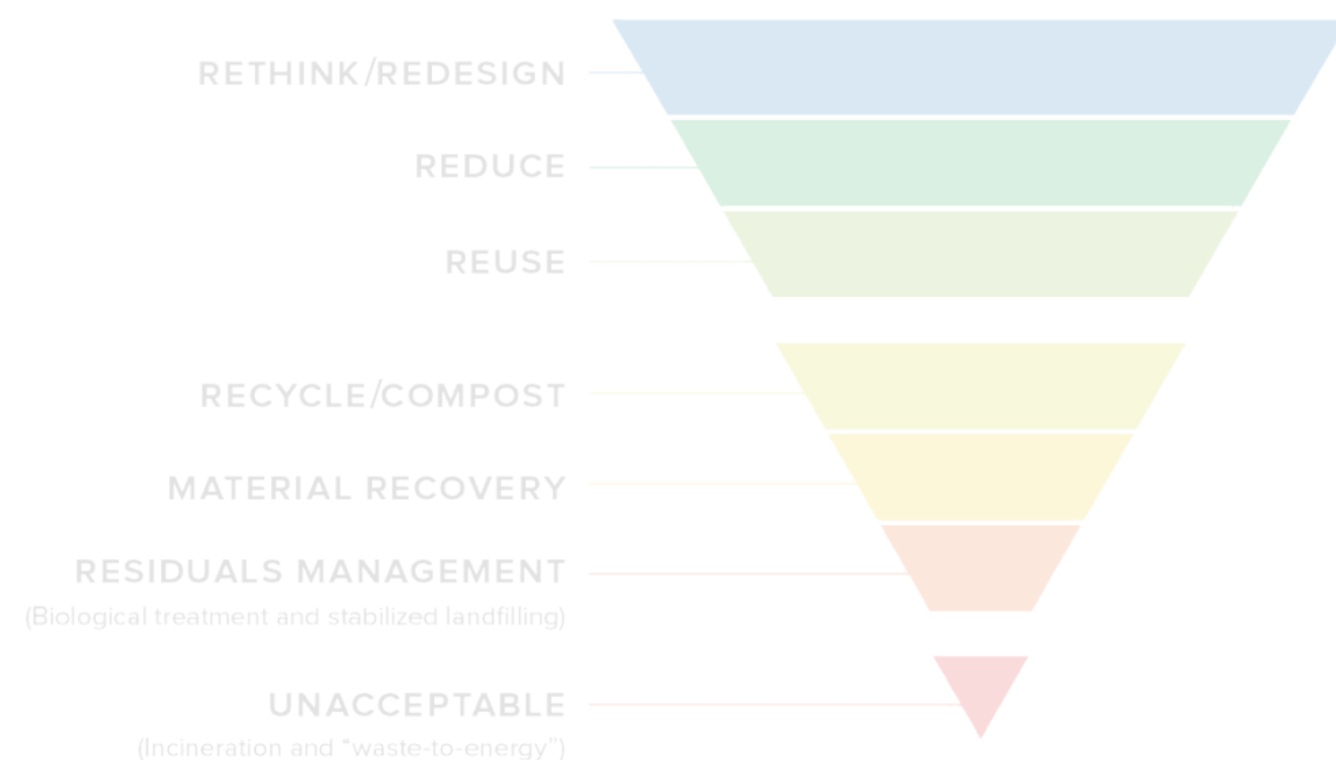 RETHINK/REDESIGN
REDUCE
REUSE
RECYCLE/COMPOST
MATERIAL RECOVERY
RESIDUALS MANAGEMENT
(Biological treatment and stabilized landfilling)
UNACCEPTABLE
(Incineration and “waste-to-energy”)